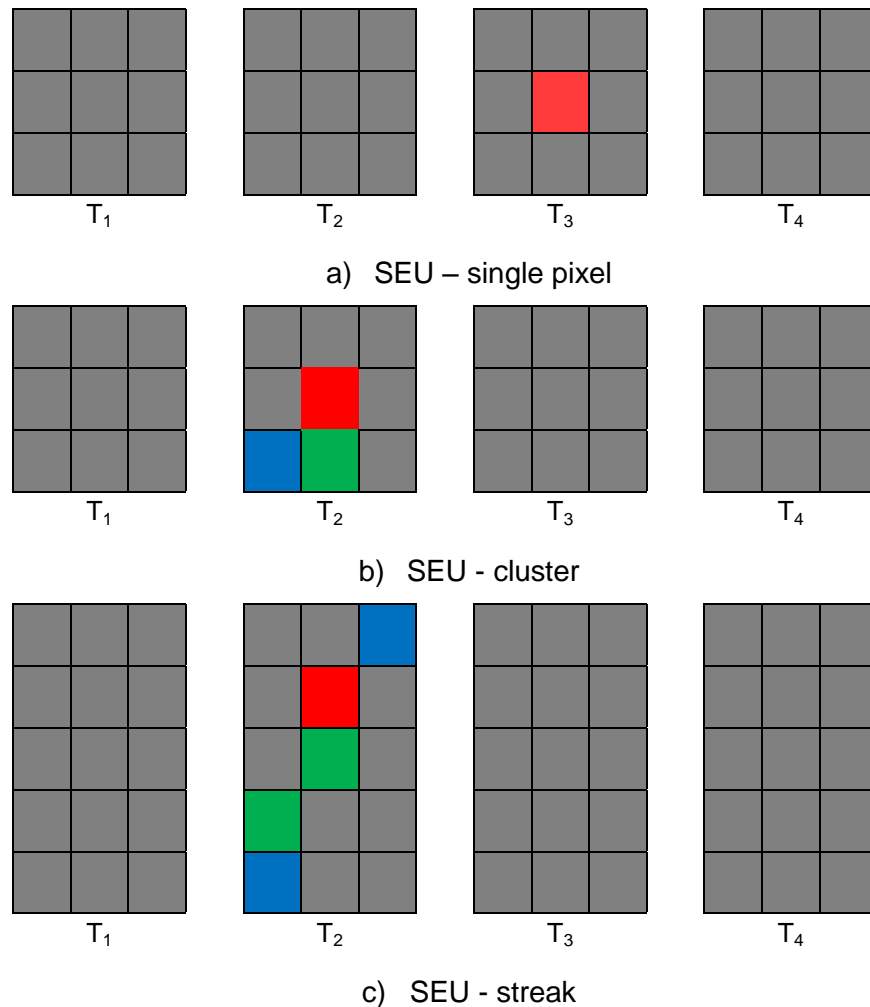 T₁ T₂ T₃ T₄
a) SEU – single pixel
T₁ T₂ T₃ T₄
b) SEU - cluster
T₁ T₂ T₃ T₄
c) SEU - streak